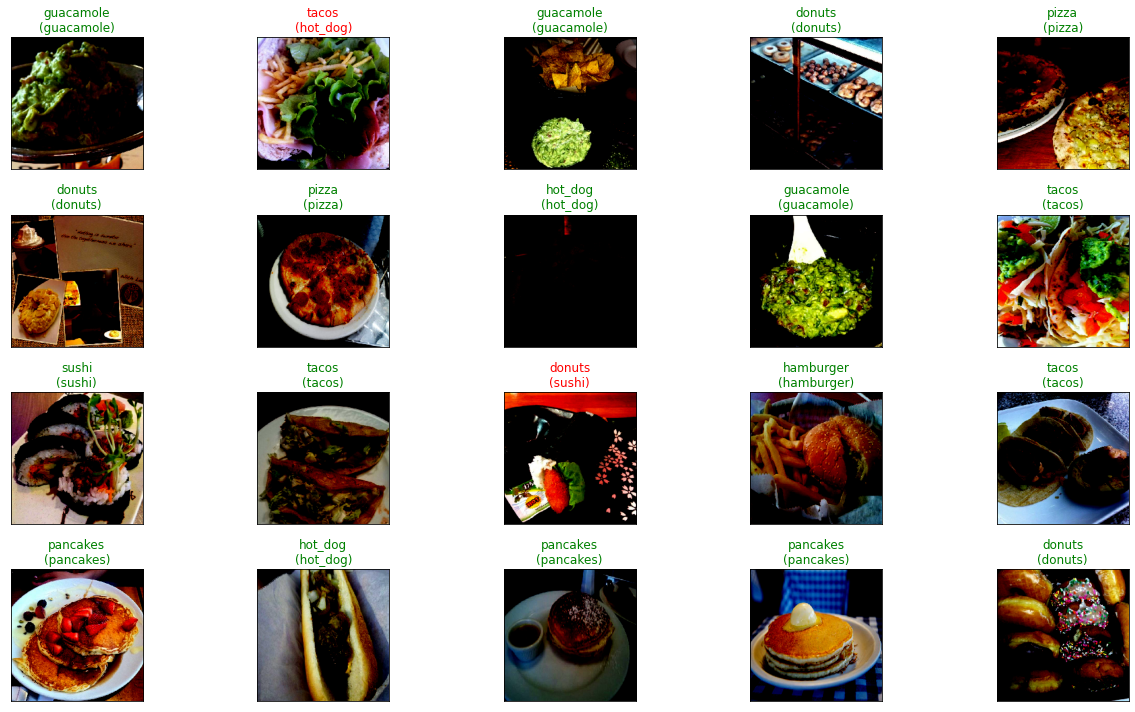 guacamole
(guacamole)
tacos
(hot_dog)
guacamole
(guacamole)
donuts
(donuts)
pizza
(pizza)
donuts
(donuts)
pizza
(pizza)
hot_dog
(hot_dog)
guacamole
(guacamole)
tacos
(tacos)
sushi
(sushi)
tacos
(tacos)
donuts
(sushi)
hamburger
(hamburger)
tacos
(tacos)
pancakes
(pancakes)
hot_dog
(hot_dog)
pancakes
(pancakes)
pancakes
(pancakes)
donuts
(donuts)